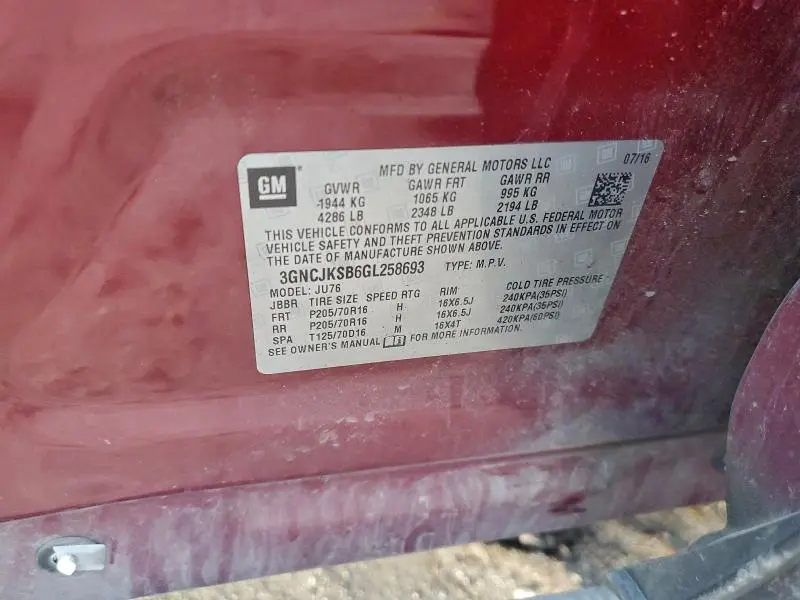 GM
MFD BY GENERAL MOTORS LLC 07/16
GVWR GAWR FRT GAWR RR
1944 KG 1065 KG 995 KG
4286 LB 2348 LB 2194 LB
THIS VEHICLE CONFORMS TO ALL APPLICABLE U.S. FEDERAL MOTOR
VEHICLE SAFETY AND THEFT PREVENTION STANDARDS IN EFFECT ON
THE DATE OF MANUFACTURE SHOWN ABOVE.
3GNCJKSB6GL258693 TYPE: M.P.V.
MODEL: JU76
JBBR TIRE SIZE SPEED RTG RIM COLD TIRE PRESSURE
FRT P205/70R16 H 16X6.5J 240KPA(35PSI)
RR P205/70R16 H 16X6.5J 240KPA(35PSI)
SPA T125/70D16 M 16X4T 420KPA(60PSI)
SEE OWNER'S MANUAL FOR MORE INFORMATION.